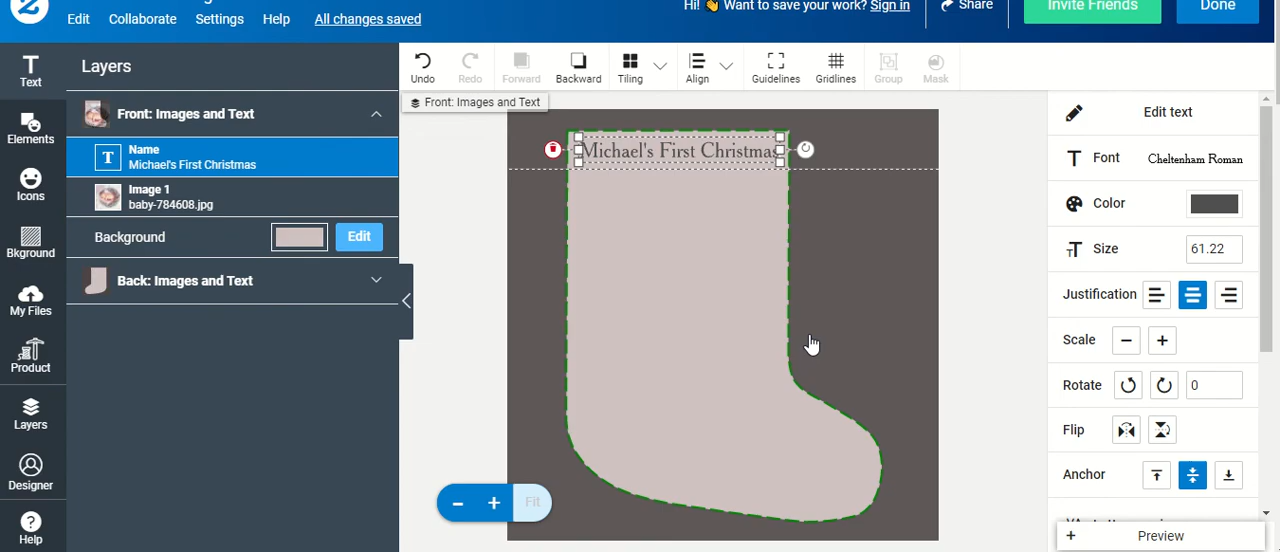 Edit Collaborate Settings Help All changes saved
Hi! 👋 Want to save your work? Sign in
Share
Invite Friends
Done
Text
Elements
Icons
Bkground
My Files
Product
Layers
Designer
Help
Layers
Front: Images and Text
T
Name
Michael's First Christmas
Image 1
baby-784608.jpg
Background
Edit
Back: Images and Text
Undo Redo Forward Backward Tiling Align Guidelines Gridlines Group Mask
Front: Images and Text
Michael's First Christmas
Fit
Edit text
Font Cheltenham Roman
Color
Size 61.22
Justification
Scale
Rotate 0
Flip
Anchor
Preview